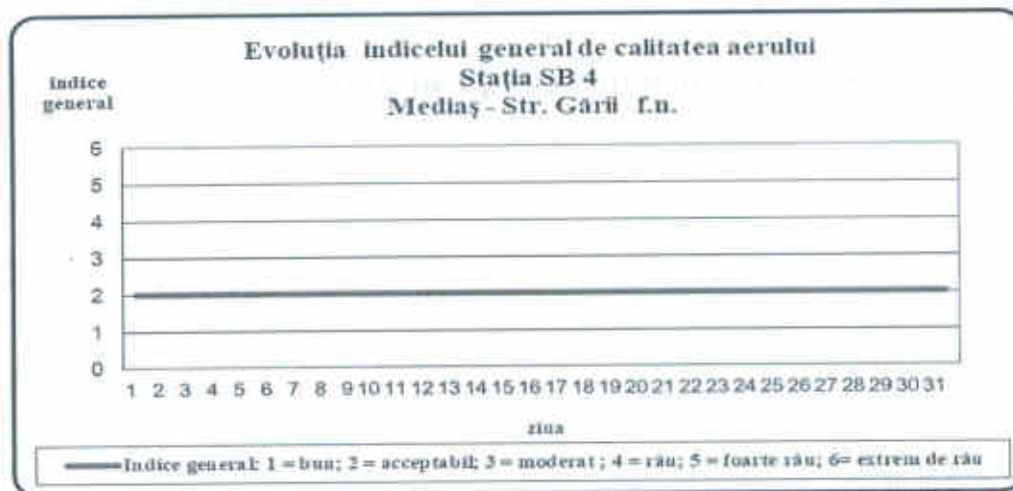 Evoluția indicelui general de calitatea aerului
Stația SB 4
Mediaș - Str. Gării f.n.
indice
general
6
5
4
3
2
1
0
1 2 3 4 5 6 7 8 9 10 11 12 13 14 15 16 17 18 19 20 21 22 23 24 25 26 27 28 29 30 31
ziua
Indice general: 1 = bun; 2 = acceptabil; 3 = moderat ; 4 = rău; 5 = foarte rău; 6= extrem de rău